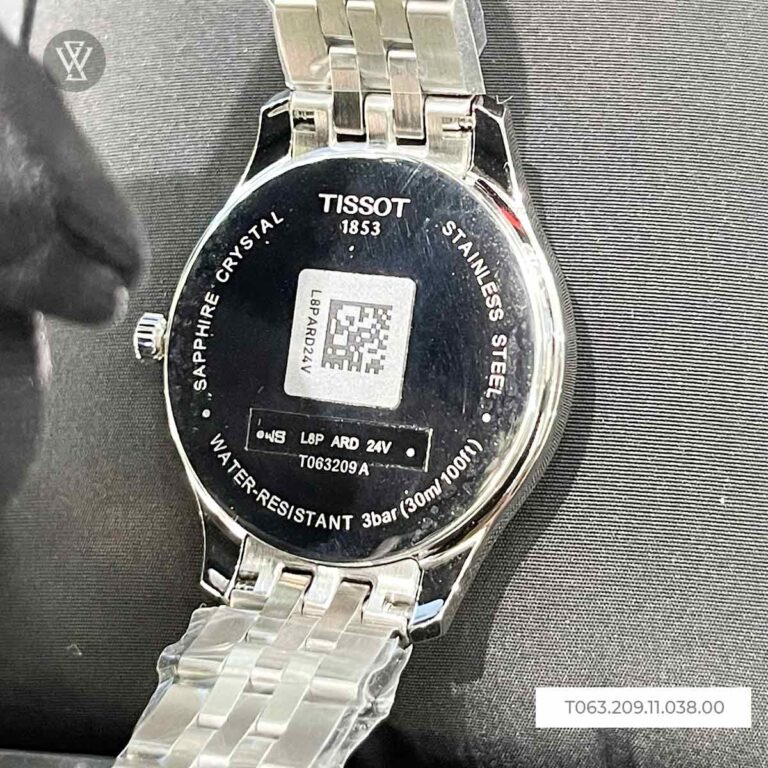 TISSOT
1853
SAPPHIRE CRYSTAL
STAINLESS STEEL
L8PARD24V
L8P ARD 24V
T063209A
WATER-RESISTANT 3bar (30m/100ft)
T063.209.11.038.00